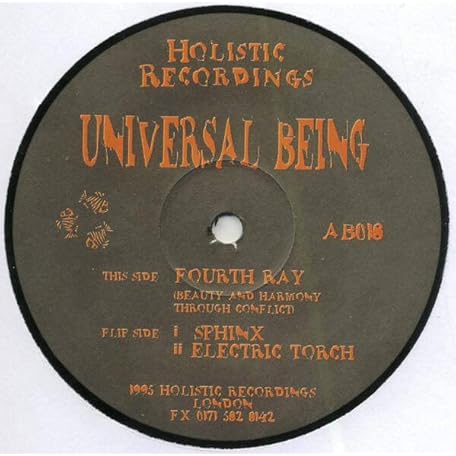 HOLISTIC
RECORDINGS
UNIVERSAL BEING
AB018
THIS SIDE FOURTH RAY
(BEAUTY AND HARMONY
THROUGH CONFLICT)
FLIP SIDE i SPHINX
ii ELECTRIC TORCH
1995 HOLISTIC RECORDINGS
LONDON
FX 0171 582 8142